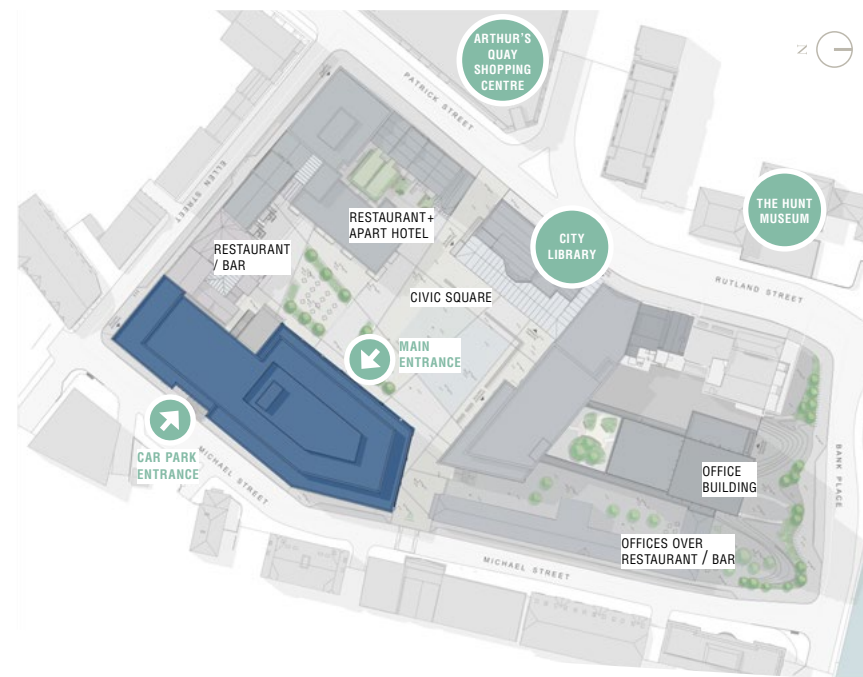 ARTHUR'S
QUAY
SHOPPING
CENTRE
N
PATRICK STREET
ELLEN STREET
THE HUNT
MUSEUM
RESTAURANT+
APART HOTEL
CITY
LIBRARY
RESTAURANT
/ BAR
RUTLAND STREET
CIVIC SQUARE
MAIN
ENTRANCE
CAR PARK
ENTRANCE
MICHAEL STREET
BANK PLACE
OFFICE
BUILDING
OFFICES OVER
RESTAURANT / BAR
MICHAEL STREET